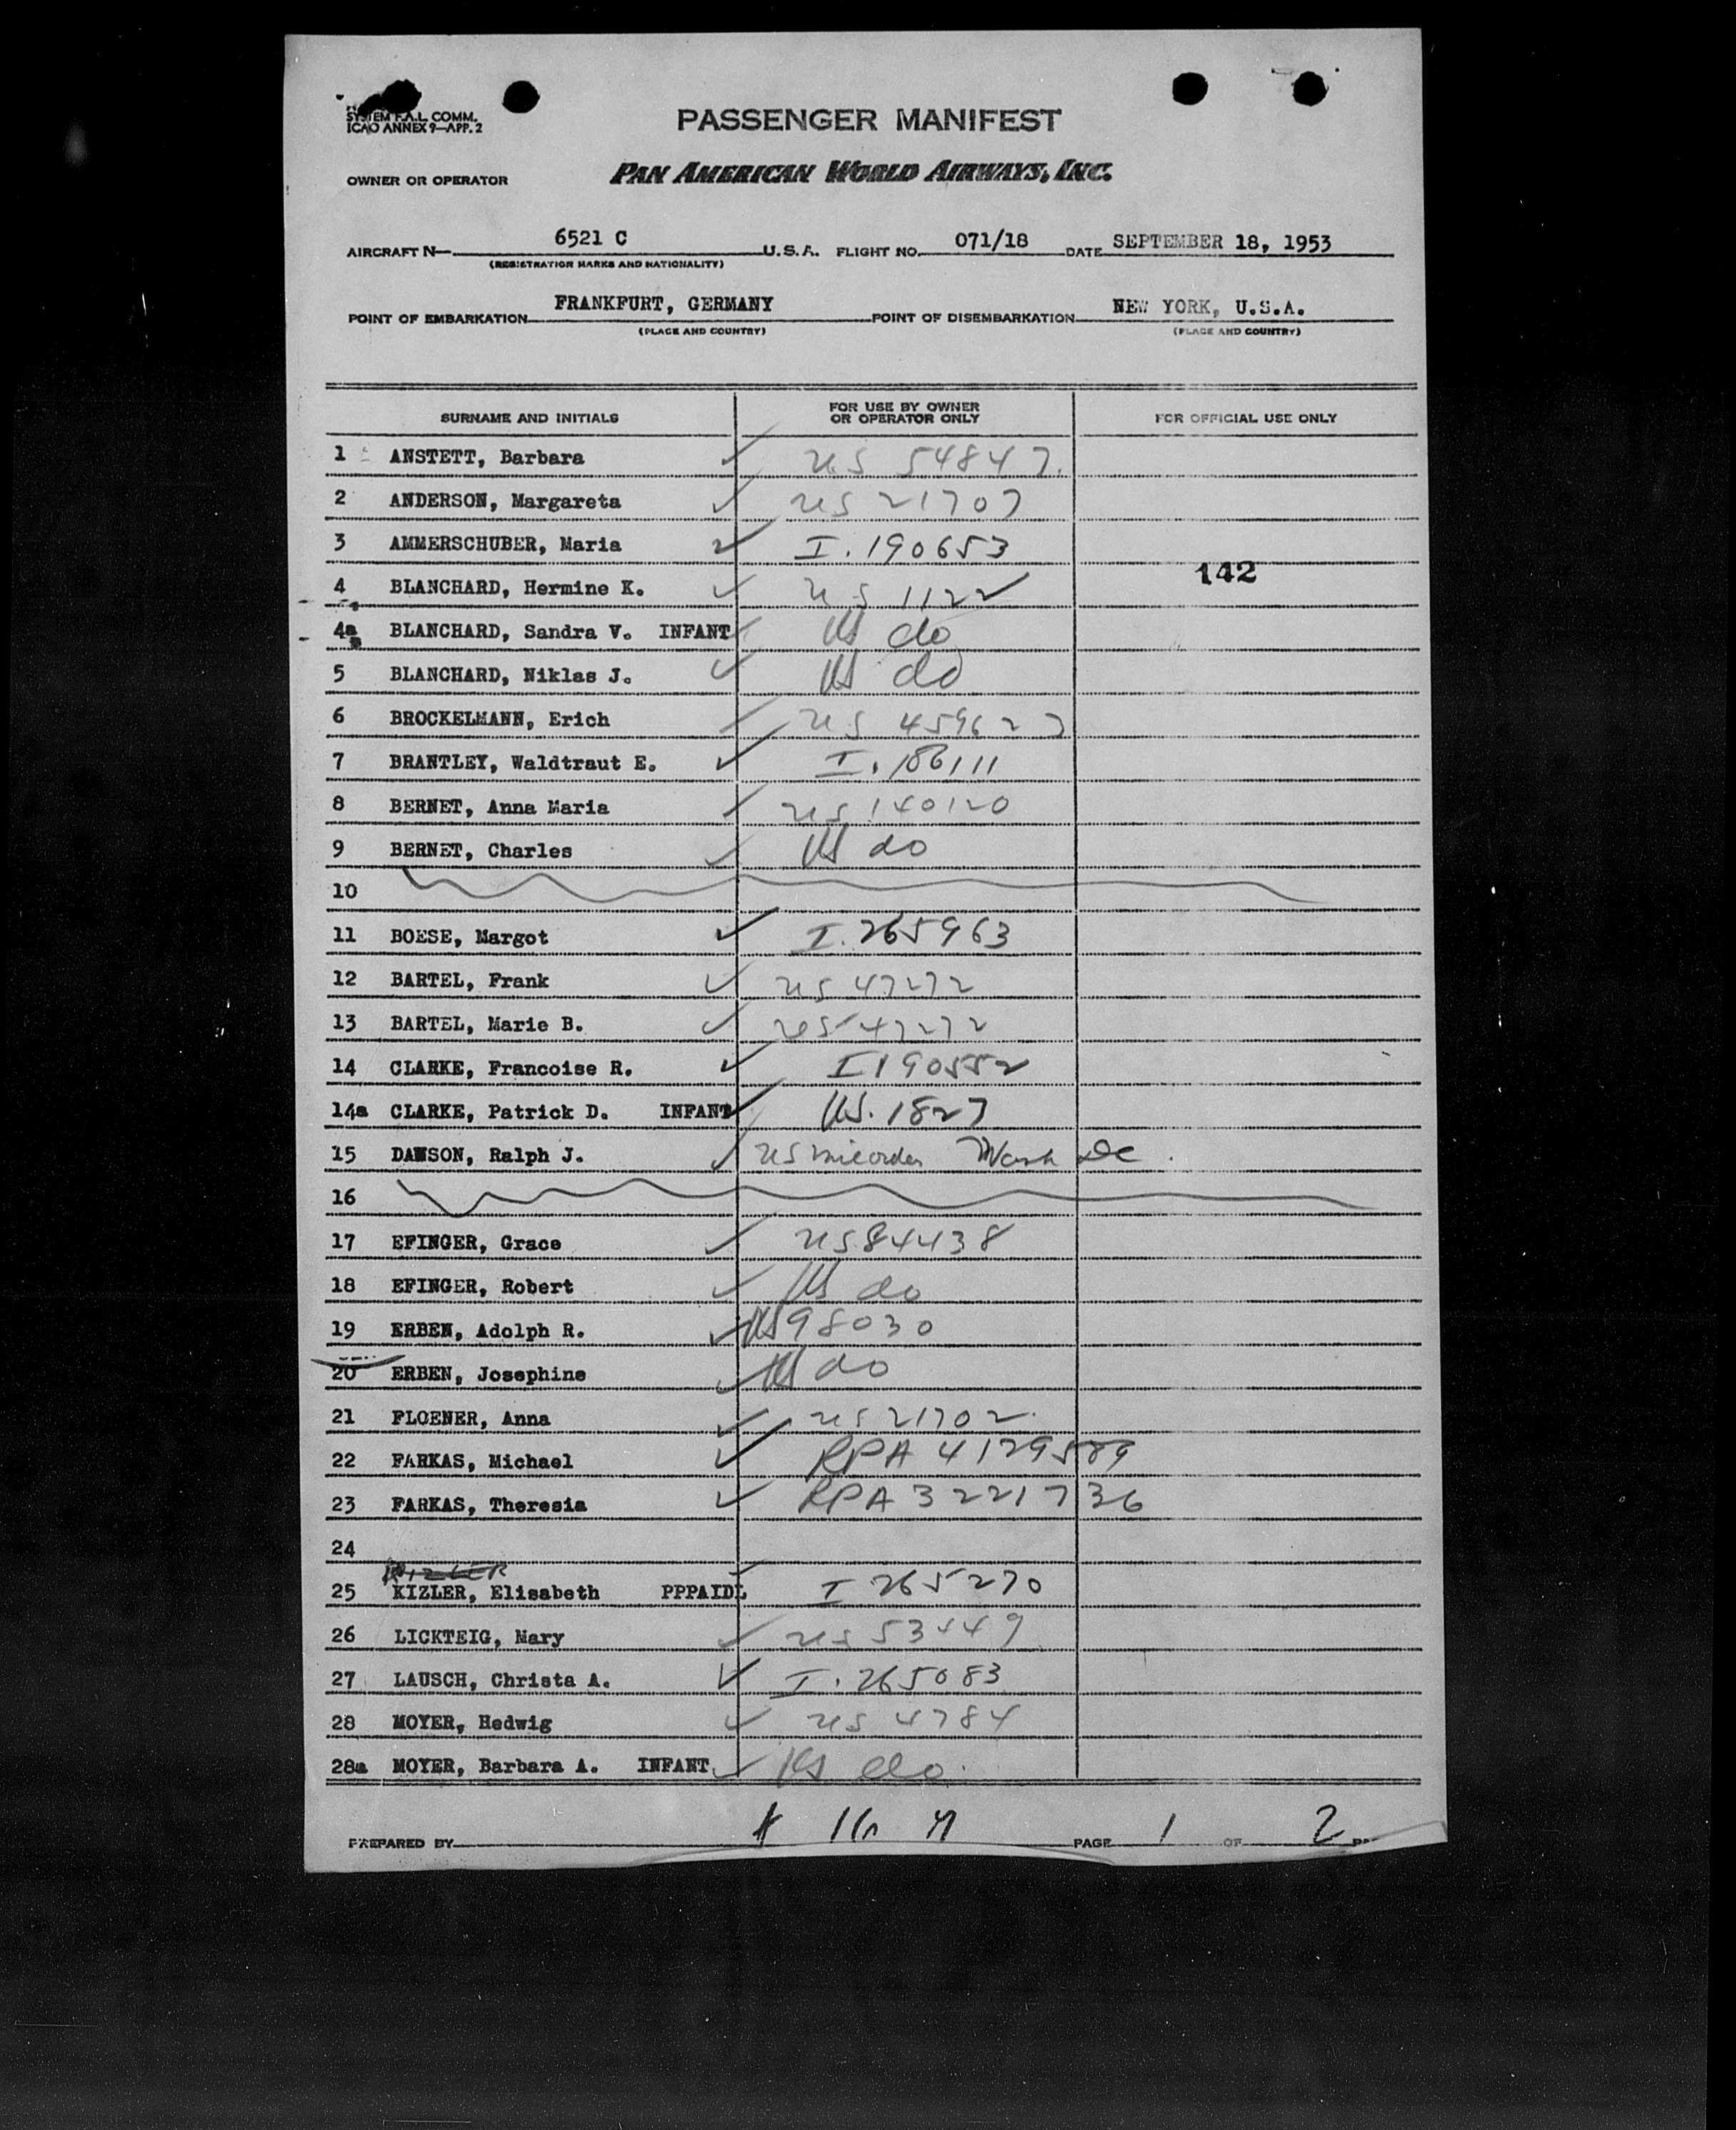 SYSTEM F.A.L. COMM.
ICAO ANNEX 9—APP. 2
PASSENGER MANIFEST
OWNER OR OPERATOR PAN AMERICAN WORLD AIRWAYS, INC.
AIRCRAFT N— 6521 C U.S.A. FLIGHT NO. 071/18 DATE SEPTEMBER 18, 1953
(REGISTRATION MARKS AND NATIONALITY)
POINT OF EMBARKATION FRANKFURT, GERMANY POINT OF DISEMBARKATION NEW YORK, U.S.A.
(PLACE AND COUNTRY) (PLACE AND COUNTRY)
SURNAME AND INITIALS FOR USE BY OWNER OR OPERATOR ONLY FOR OFFICIAL USE ONLY
1 ANSTETT, Barbara US 54847
2 ANDERSON, Margareta US 21707
3 AMMERSCHUBER, Maria I. 190653
142
4 BLANCHARD, Hermine K. US 1122
4a BLANCHARD, Sandra V. INFANT US do
5 BLANCHARD, Niklas J. US do
6 BROCKELMANN, Erich US 459627
7 BRANTLEY, Waldtraut E. I. 186111
8 BERNET, Anna Maria US 140120
9 BERNET, Charles US do
10
11 BOESE, Margot I. 265963
12 BARTEL, Frank US 47272
13 BARTEL, Marie B. US 47272
14 CLARKE, Francoise R. I 190552
14a CLARKE, Patrick D. INFANT US. 1827
15 DAWSON, Ralph J. US Wash DC.
16
17 EFINGER, Grace US 84438
18 EFINGER, Robert US do
19 ERBEN, Adolph R. US 98030
20 ERBEN, Josephine US do
21 FLOENER, Anna US 21702
22 FARKAS, Michael RPA 4129589
23 FARKAS, Theresia RPA 3221736
24
25 KIZLER, Elisabeth PPPAIDL I 265270
26 LICKTEIG, Mary US 53449
27 LAUSCH, Christa A. I. 265083
28 MOYER, Hedwig US 4784
28a MOYER, Barbara A. INFANT US do.
PREPARED BY PAGE 1 OF 2